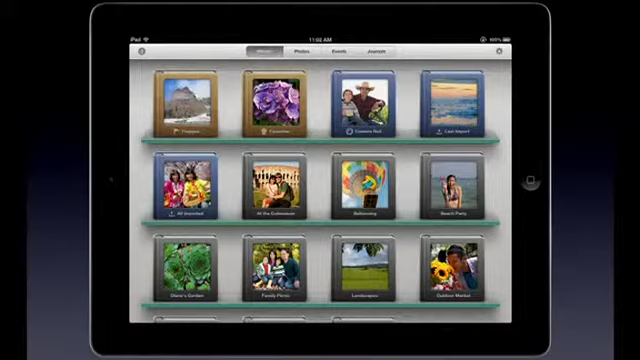 iPad
11:02 AM
100%
Albums Photos Events Journals
Flagged Favorites Camera Roll Last Import
All Imported At the Colosseum Ballooning Beach Party
Diane's Garden Family Picnic Landscapes Outdoor Market